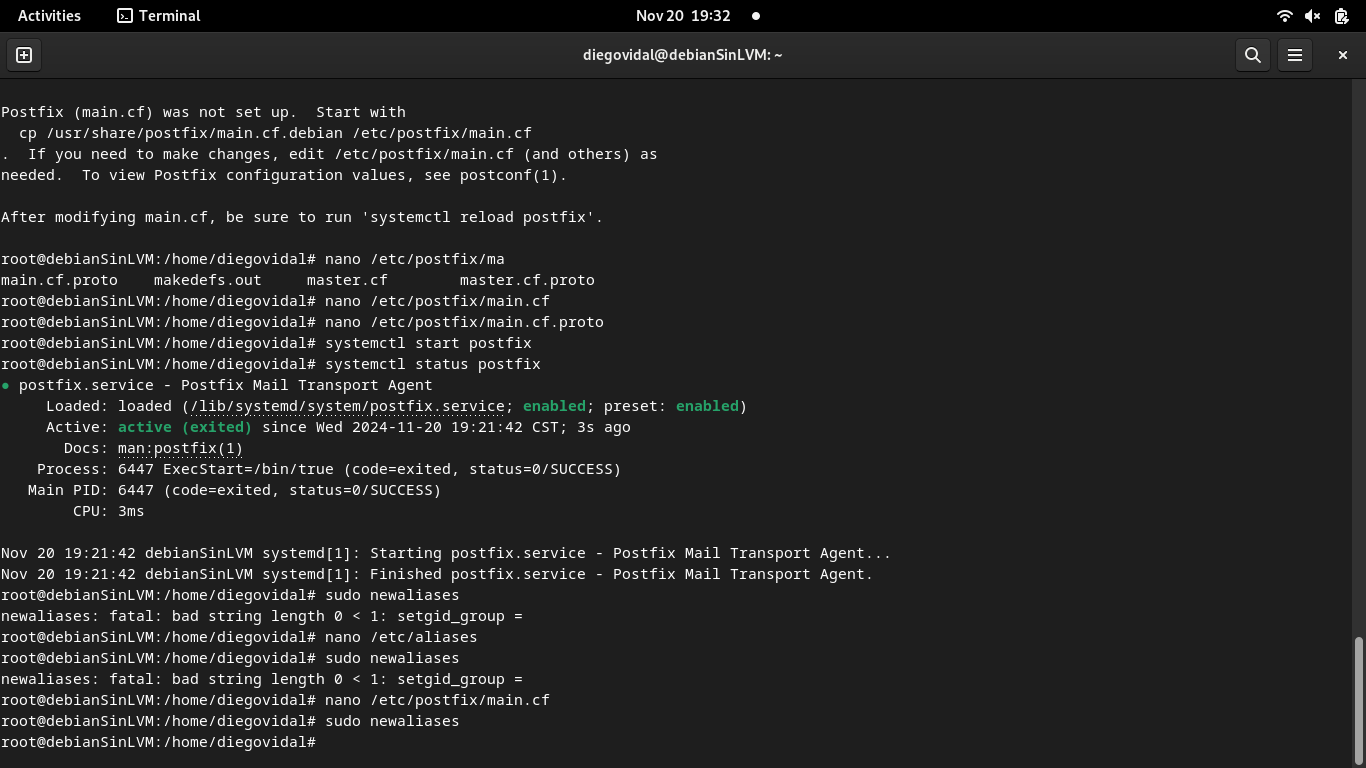 Activities Terminal Nov 20 19:32
diegovidal@debianSinLVM: ~
Postfix (main.cf) was not set up.  Start with
  cp /usr/share/postfix/main.cf.debian /etc/postfix/main.cf
.  If you need to make changes, edit /etc/postfix/main.cf (and others) as
needed.  To view Postfix configuration values, see postconf(1).
After modifying main.cf, be sure to run 'systemctl reload postfix'.
root@debianSinLVM:/home/diegovidal# nano /etc/postfix/ma
main.cf.proto    makedefs.out     master.cf        master.cf.proto
root@debianSinLVM:/home/diegovidal# nano /etc/postfix/main.cf
root@debianSinLVM:/home/diegovidal# nano /etc/postfix/main.cf.proto
root@debianSinLVM:/home/diegovidal# systemctl start postfix
root@debianSinLVM:/home/diegovidal# systemctl status postfix
● postfix.service - Postfix Mail Transport Agent
     Loaded: loaded (/lib/systemd/system/postfix.service; enabled; preset: enabled)
     Active: active (exited) since Wed 2024-11-20 19:21:42 CST; 3s ago
       Docs: man:postfix(1)
    Process: 6447 ExecStart=/bin/true (code=exited, status=0/SUCCESS)
   Main PID: 6447 (code=exited, status=0/SUCCESS)
        CPU: 3ms
Nov 20 19:21:42 debianSinLVM systemd[1]: Starting postfix.service - Postfix Mail Transport Agent...
Nov 20 19:21:42 debianSinLVM systemd[1]: Finished postfix.service - Postfix Mail Transport Agent.
root@debianSinLVM:/home/diegovidal# sudo newaliases
newaliases: fatal: bad string length 0 < 1: setgid_group =
root@debianSinLVM:/home/diegovidal# nano /etc/aliases
root@debianSinLVM:/home/diegovidal# sudo newaliases
newaliases: fatal: bad string length 0 < 1: setgid_group =
root@debianSinLVM:/home/diegovidal# nano /etc/postfix/main.cf
root@debianSinLVM:/home/diegovidal# sudo newaliases
root@debianSinLVM:/home/diegovidal#